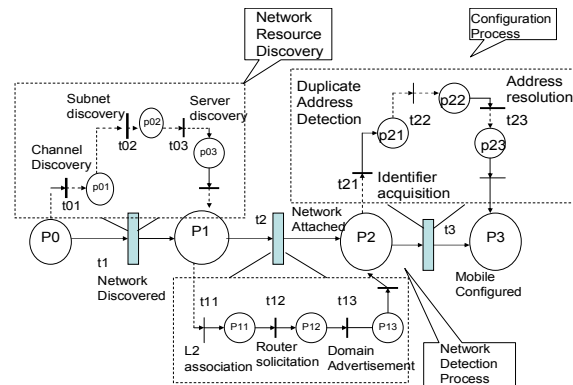 Network
Resource
Discovery
Configuration
Process
Subnet
discovery
Server
discovery
Channel
Discovery
p02
t02
t03
p03
p01
t01
Duplicate
Address
Detection
Address
resolution
p22
t22
p21
t23
p23
t21
Identifier
acquisition
P0
P1
t2
Network
Attached
P2
t3
P3
t1
Network
Discovered
Mobile
Configured
t11
t12
t13
P11
P12
P13
L2
association
Router
solicitation
Domain
Advertisement
Network
Detection
Process